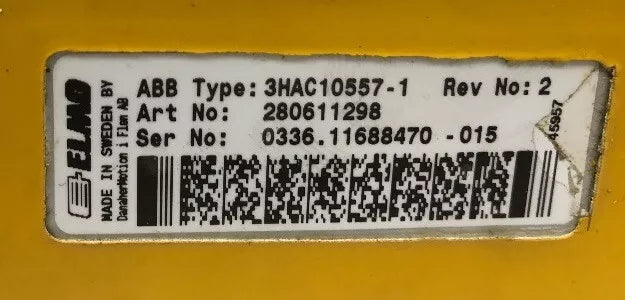 ELMO
MADE IN SWEDEN BY
DanaherMotion i Flen AB
ABB Type: 3HAC10557-1 Rev No: 2
Art No: 280611298
Ser No: 0336.11688470 -015
45957